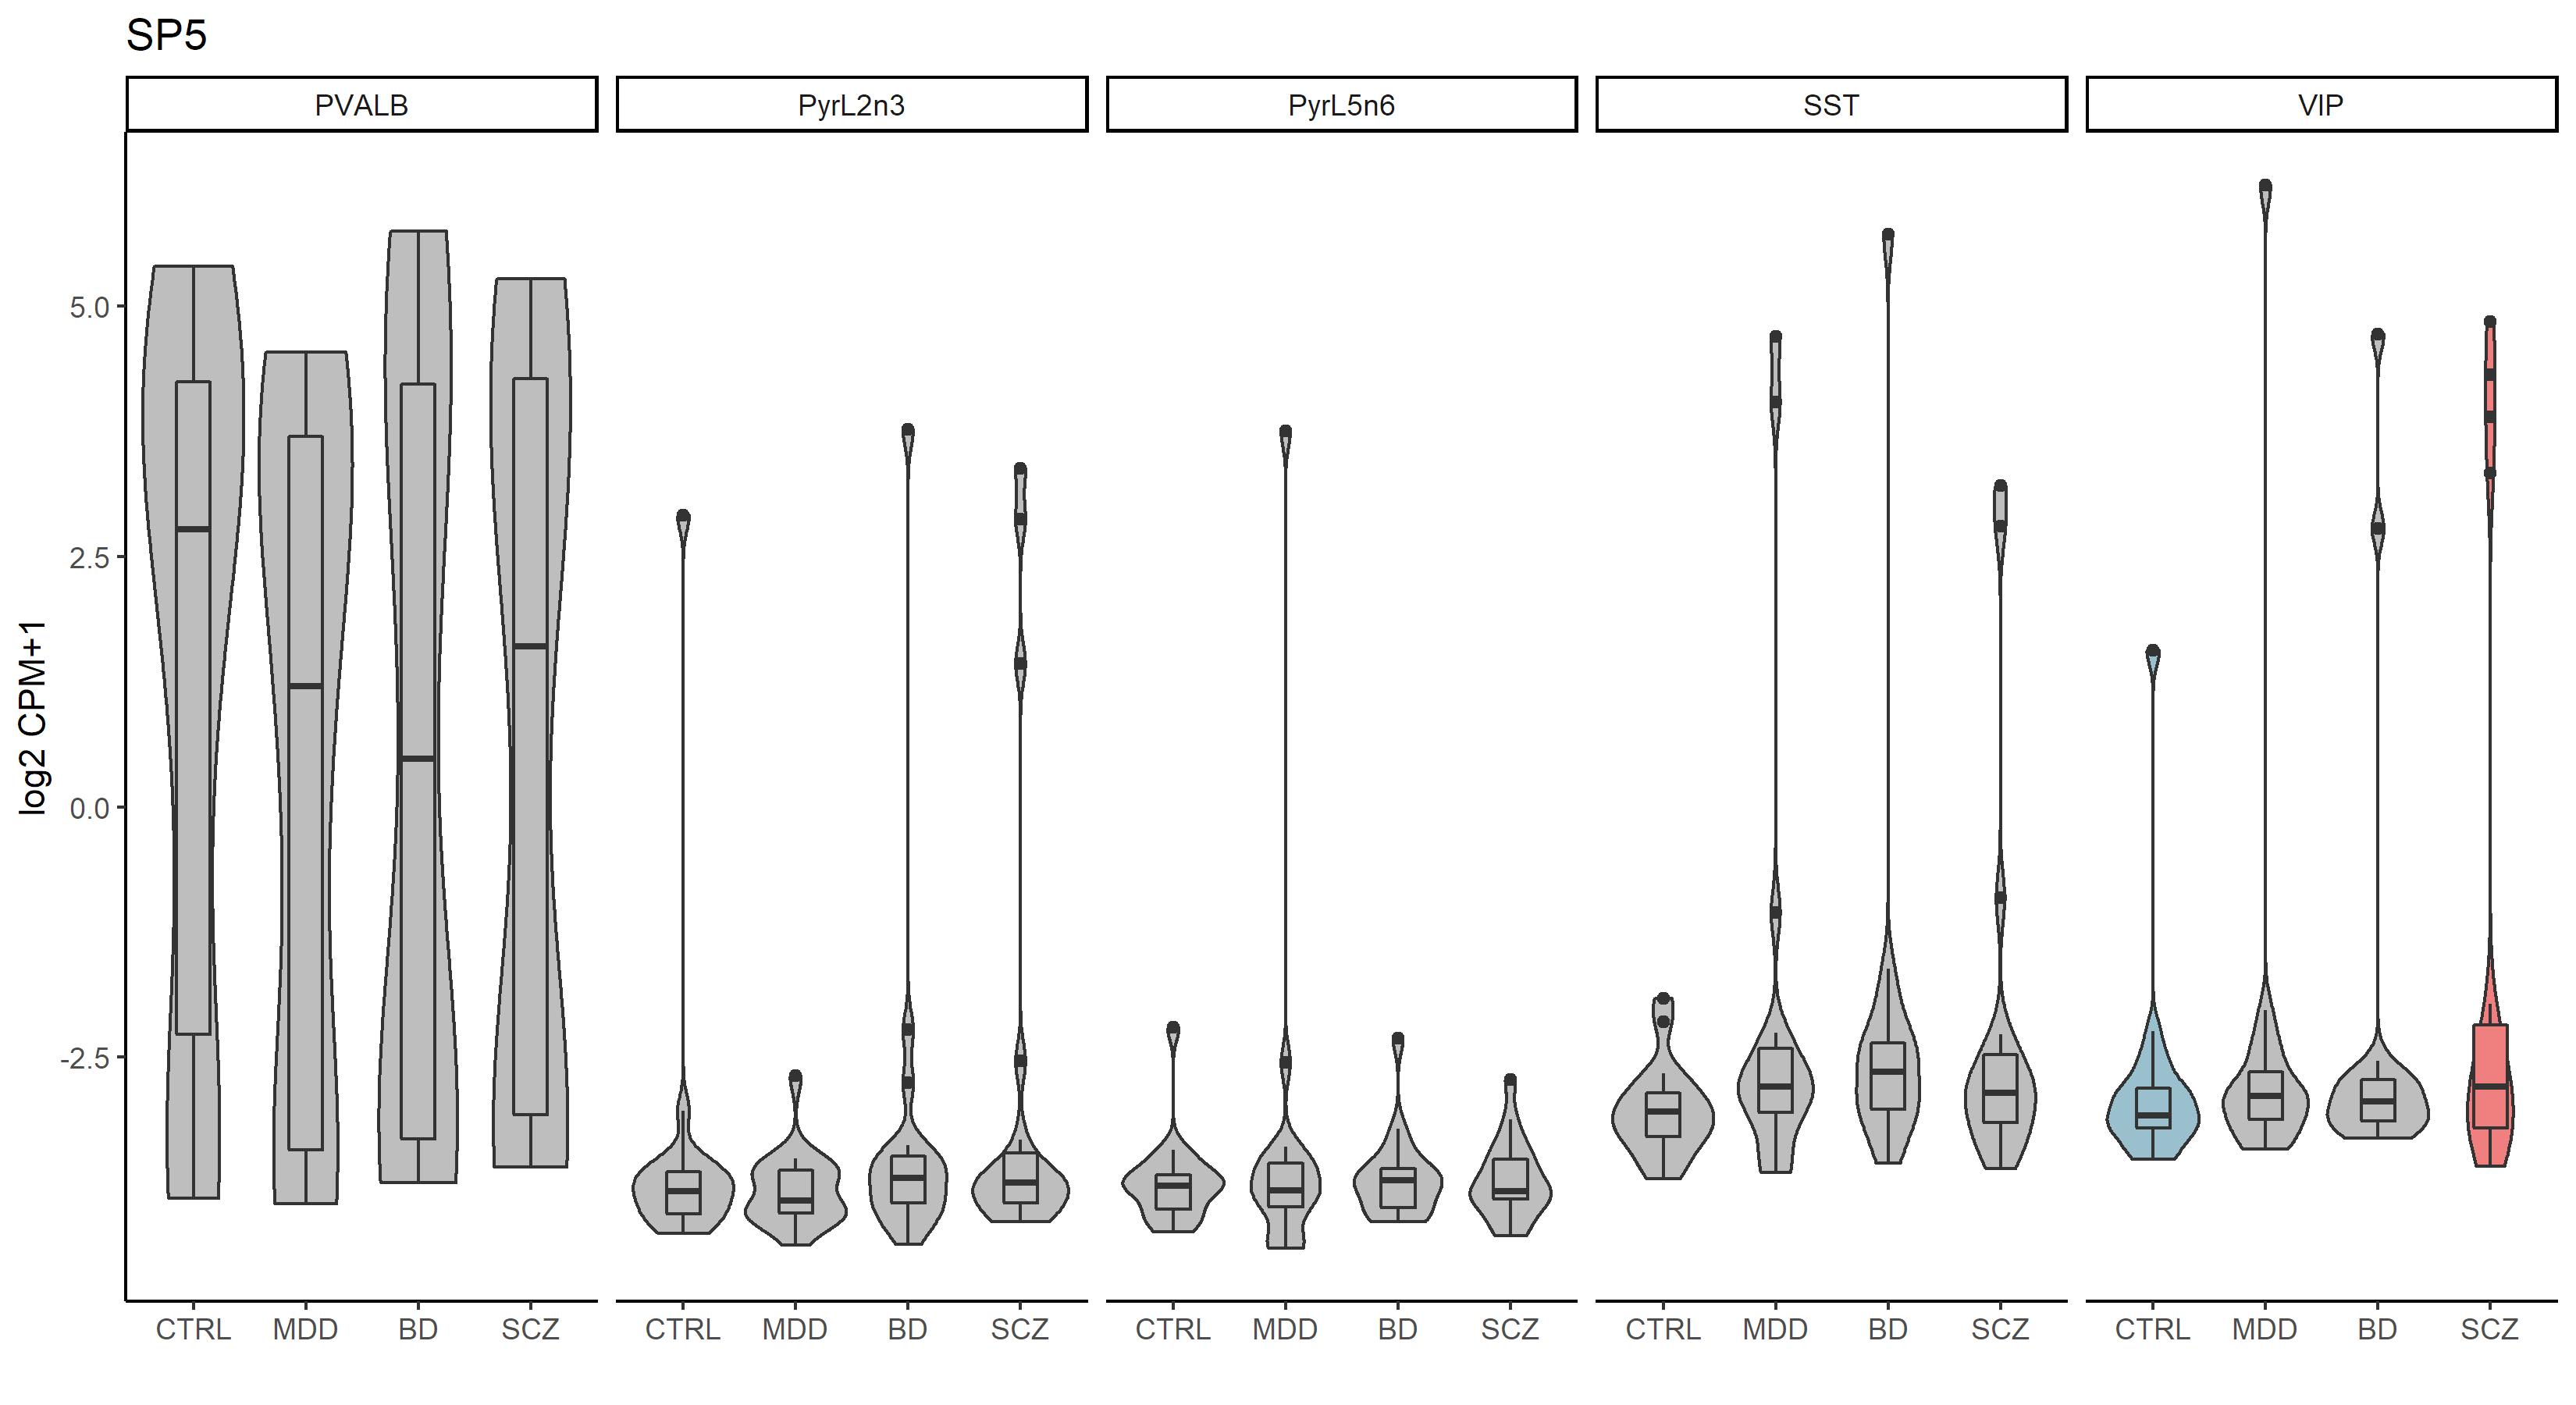 SP5
PVALB PyrL2n3 PyrL5n6 SST VIP
log2 CPM+1
5.0
2.5
0.0
-2.5
CTRL MDD BD SCZ CTRL MDD BD SCZ CTRL MDD BD SCZ CTRL MDD BD SCZ CTRL MDD BD SCZ